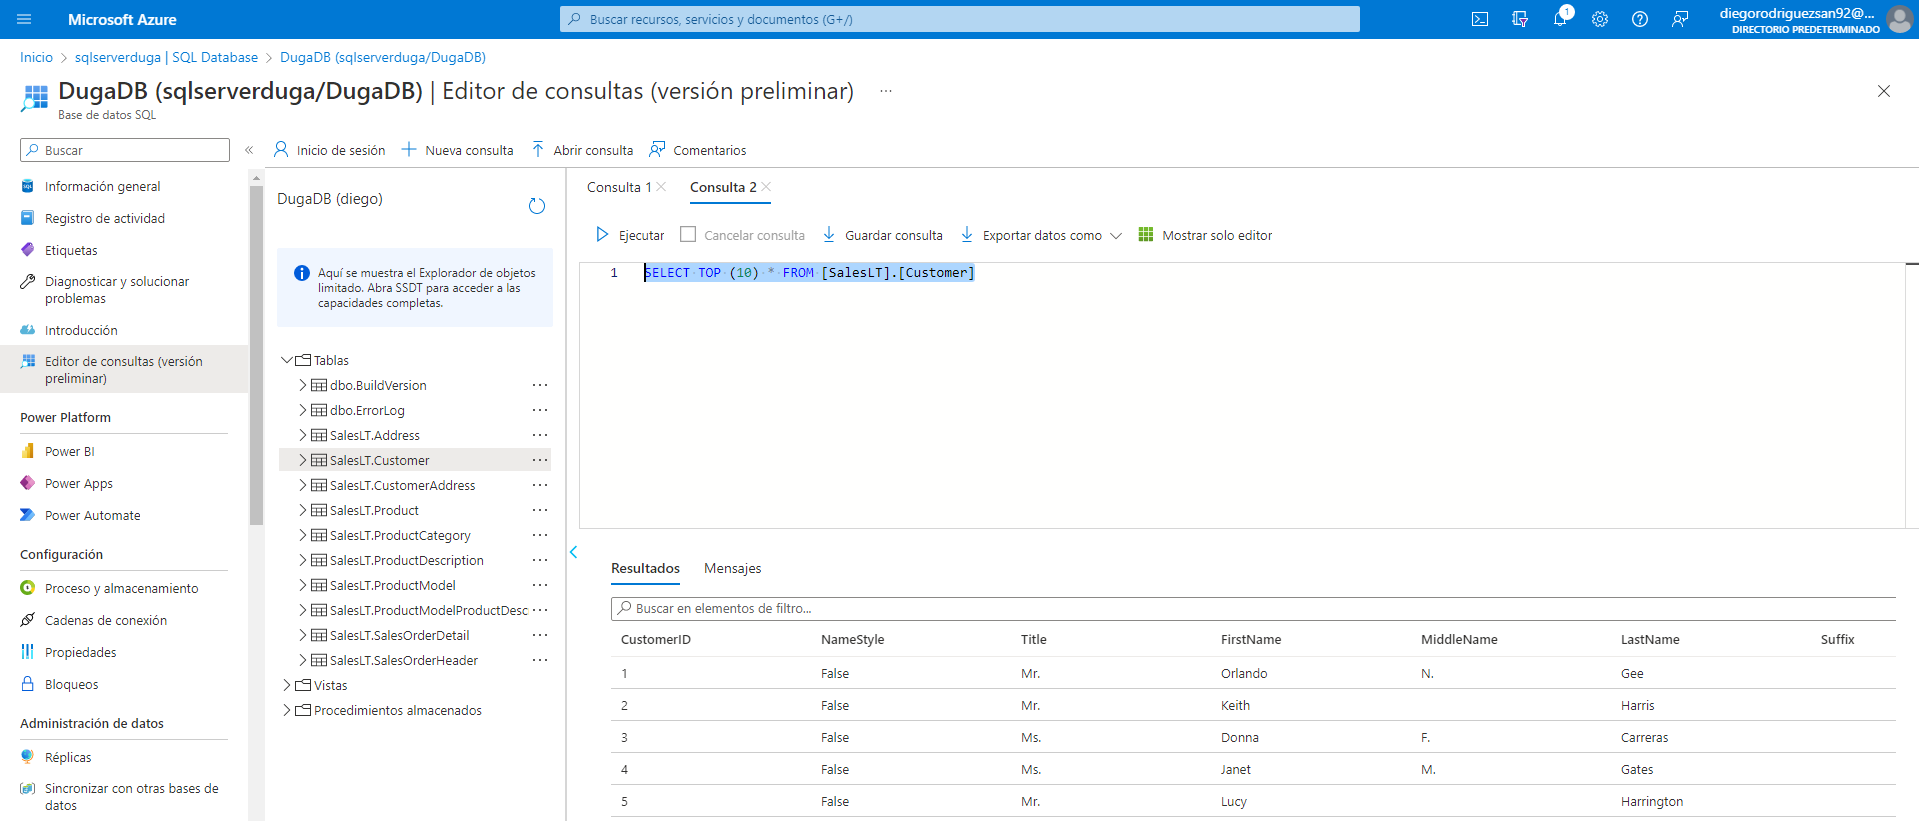 Microsoft Azure
Buscar recursos, servicios y documentos (G+/)
1
diegorodriguezsan92@...
DIRECTORIO PREDETERMINADO
Inicio > sqlserverduga | SQL Database > DugaDB (sqlserverduga/DugaDB)
DugaDB (sqlserverduga/DugaDB) | Editor de consultas (versión preliminar) ...
Base de datos SQL
Buscar
Información general
Registro de actividad
Etiquetas
Diagnosticar y solucionar
problemas
Introducción
Editor de consultas (versión
preliminar)
Power Platform
Power BI
Power Apps
Power Automate
Configuración
Proceso y almacenamiento
Cadenas de conexión
Propiedades
Bloqueos
Administración de datos
Réplicas
Sincronizar con otras bases de
datos
Inicio de sesión Nueva consulta Abrir consulta Comentarios
DugaDB (diego)
Aquí se muestra el Explorador de objetos
limitado. Abra SSDT para acceder a las
capacidades completas.
Tablas
dbo.BuildVersion ...
dbo.ErrorLog ...
SalesLT.Address ...
SalesLT.Customer ...
SalesLT.CustomerAddress ...
SalesLT.Product ...
SalesLT.ProductCategory ...
SalesLT.ProductDescription ...
SalesLT.ProductModel ...
SalesLT.ProductModelProductDesc ...
SalesLT.SalesOrderDetail ...
SalesLT.SalesOrderHeader ...
Vistas
Procedimientos almacenados
Consulta 1 Consulta 2
Ejecutar Cancelar consulta Guardar consulta Exportar datos como Mostrar solo editor
1 SELECT TOP (10) * FROM [SalesLT].[Customer]
Resultados Mensajes
Buscar en elementos de filtro...
CustomerID NameStyle Title FirstName MiddleName LastName Suffix
1 False Mr. Orlando N. Gee
2 False Mr. Keith Harris
3 False Ms. Donna F. Carreras
4 False Ms. Janet M. Gates
5 False Mr. Lucy Harrington